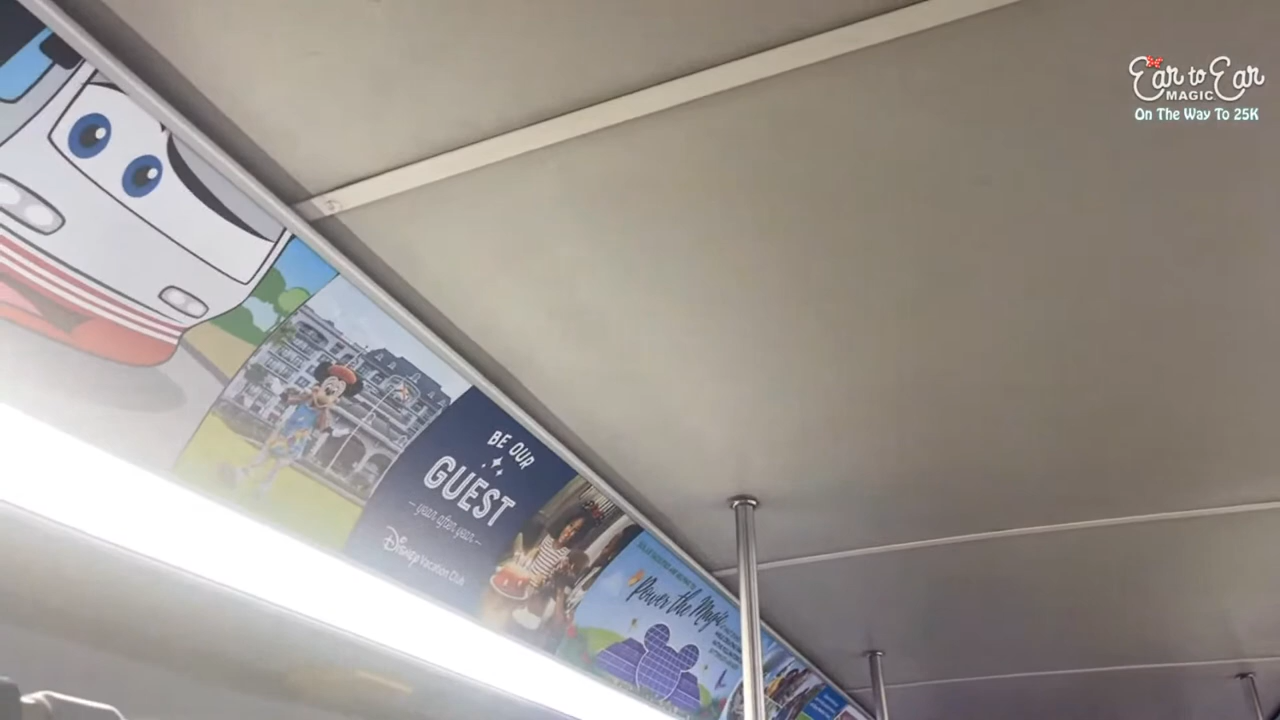 Ear to Ear
MAGIC
On The Way To 25K
BE OUR
GUEST
year after year
Disney Vacation Club
Power the Magic